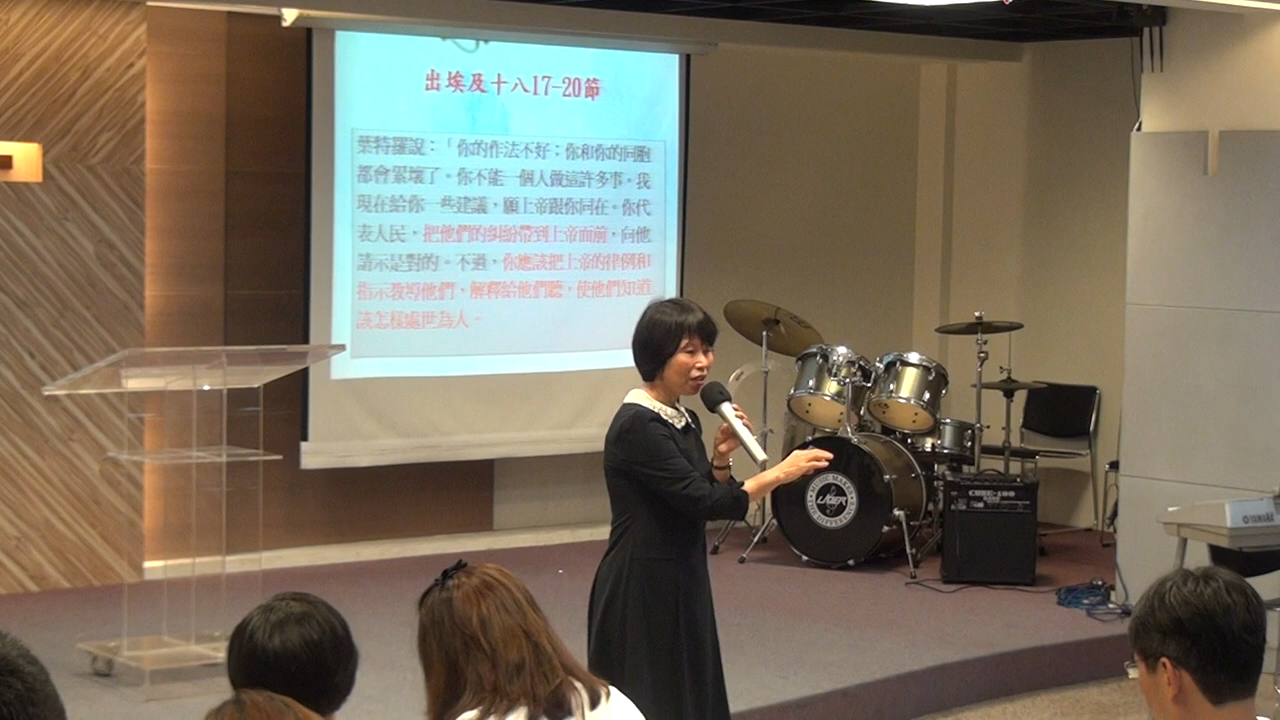 出埃及十八17-20節
葉特羅說：「你的作法不好；你和你的同胞
都會累壞了。你不能一個人做這許多事。我
現在給你一些建議，願上帝跟你同在。你代
表人民，把他們的糾紛帶到上帝面前，向他
請示是對的。不過，你應該把上帝的律例和
指示教導他們，解釋給他們聽，使他們知道
該怎樣處世為人。
CUBE-100
YAMAHA